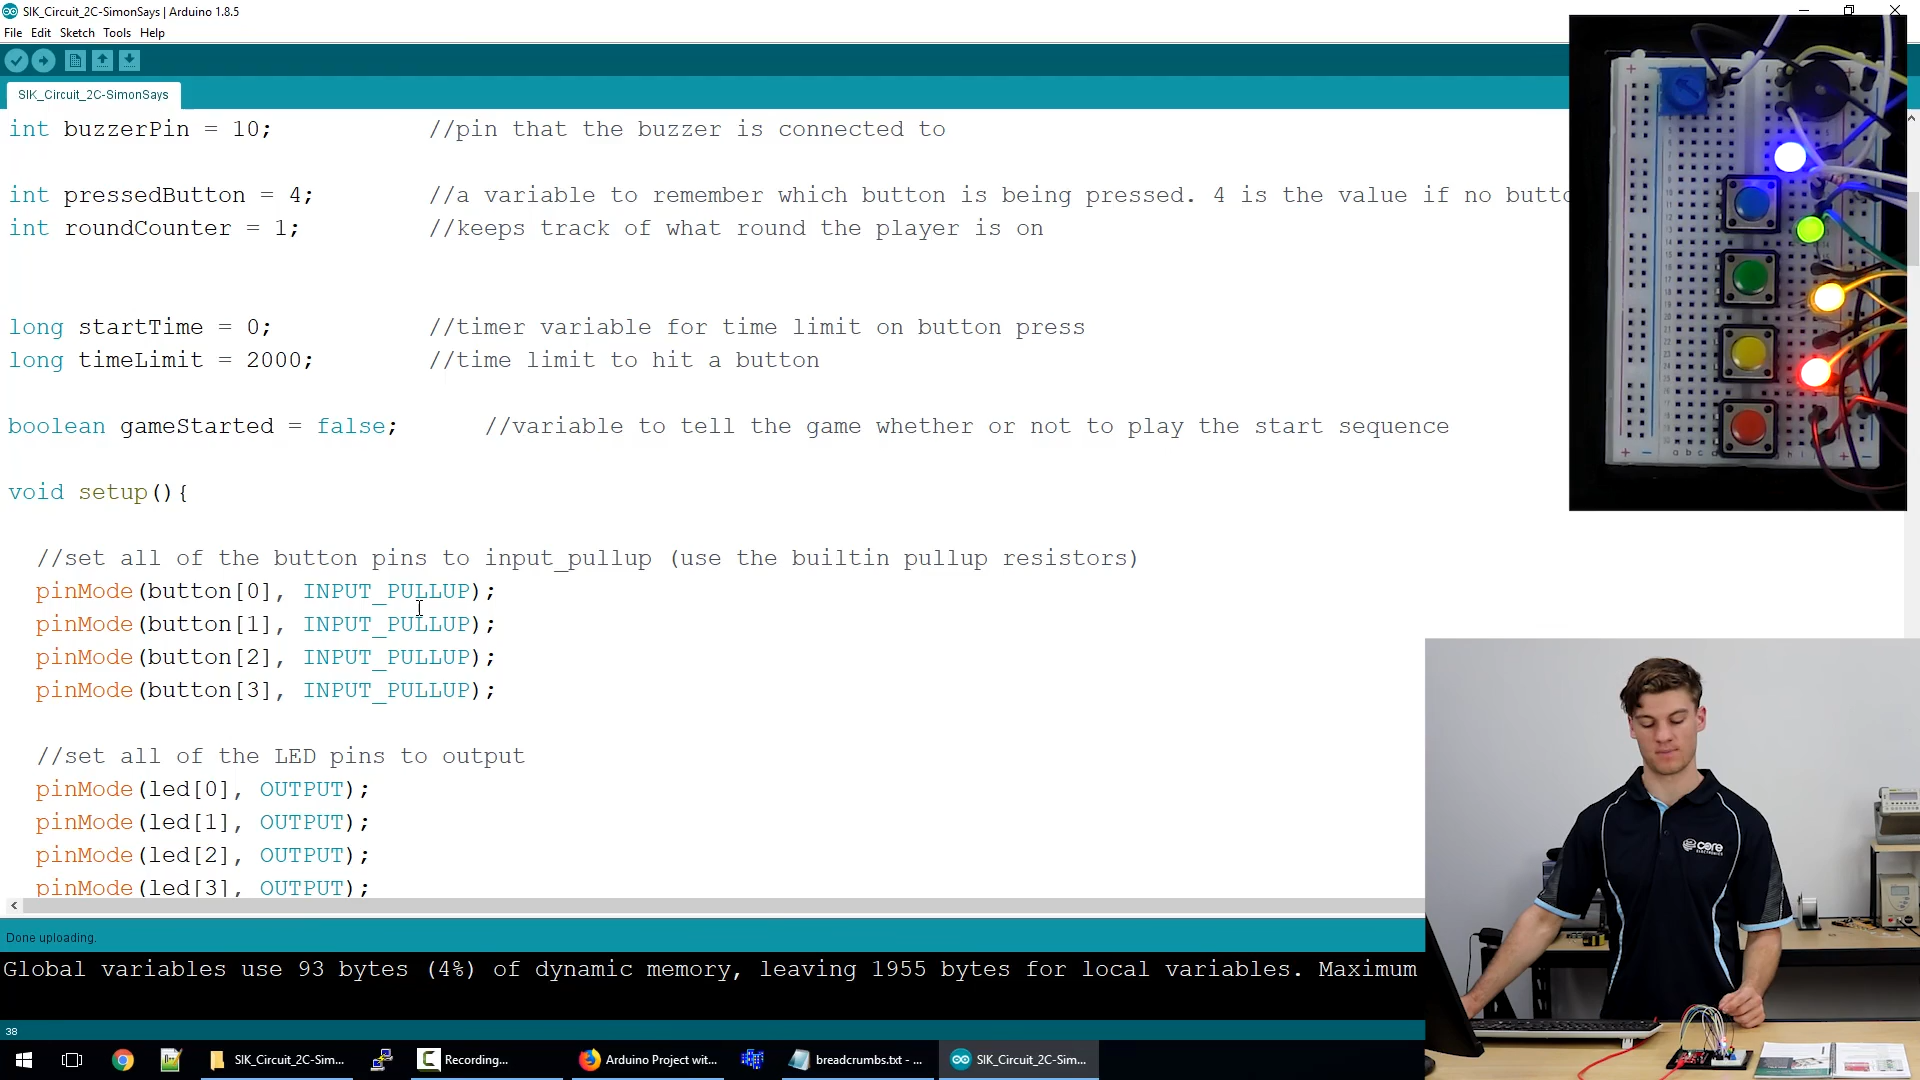 SIK_Circuit_2C-SimonSays | Arduino 1.8.5
File Edit Sketch Tools Help
SIK_Circuit_2C-SimonSays
int buzzerPin = 10; //pin that the buzzer is connected to
int pressedButton = 4; //a variable to remember which button is being pressed. 4 is the value if no butto
int roundCounter = 1; //keeps track of what round the player is on
long startTime = 0; //timer variable for time limit on button press
long timeLimit = 2000; //time limit to hit a button
boolean gameStarted = false; //variable to tell the game whether or not to play the start sequence
void setup(){
//set all of the button pins to input_pullup (use the builtin pullup resistors)
pinMode(button[0], INPUT_PULLUP);
pinMode(button[1], INPUT_PULLUP);
pinMode(button[2], INPUT_PULLUP);
pinMode(button[3], INPUT_PULLUP);
//set all of the LED pins to output
pinMode(led[0], OUTPUT);
pinMode(led[1], OUTPUT);
pinMode(led[2], OUTPUT);
pinMode(led[3], OUTPUT);
Done uploading.
Global variables use 93 bytes (4%) of dynamic memory, leaving 1955 bytes for local variables. Maximum
38
SIK_Circuit_2C-Sim...
Recording...
Arduino Project wit...
breadcrumbs.txt - ...
SIK_Circuit_2C-Sim...
core
ELECTRONICS